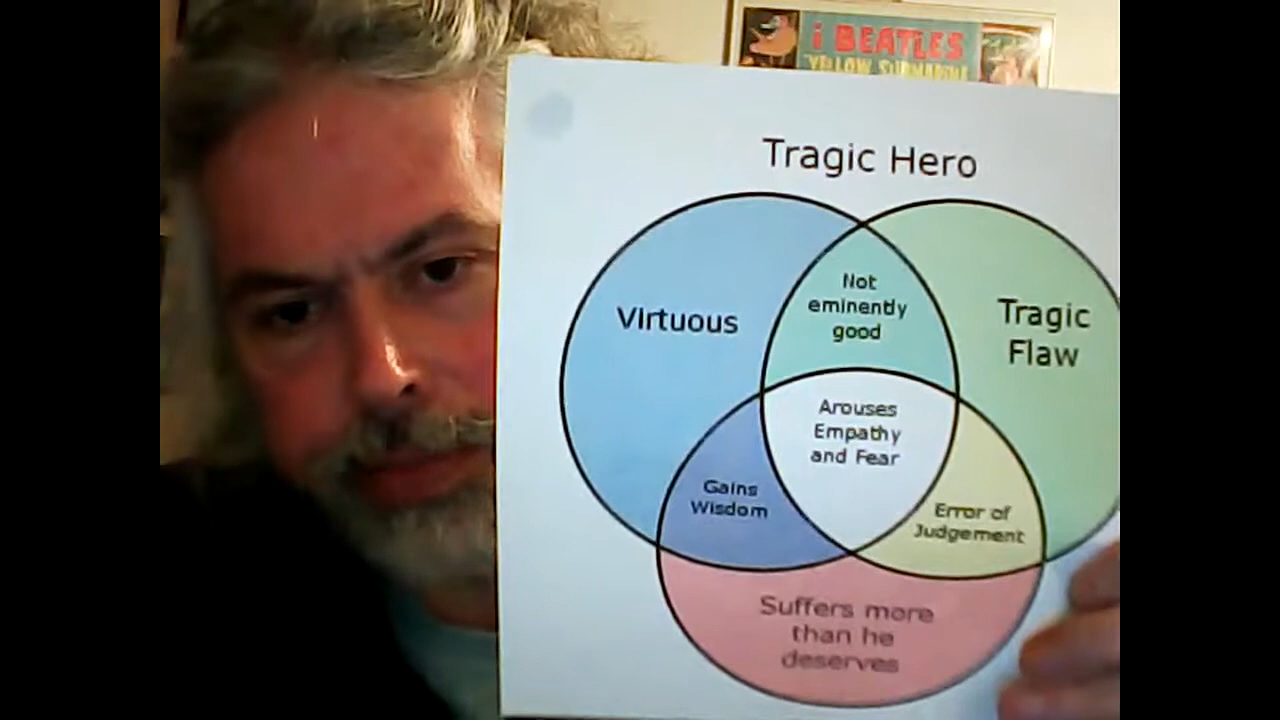 i BEATLES
YELLOW SUBMARINE
Tragic Hero
Virtuous
Not
eminently
good
Tragic
Flaw
Arouses
Empathy
and Fear
Gains
Wisdom
Error of
Judgement
Suffers more
than he
deserves